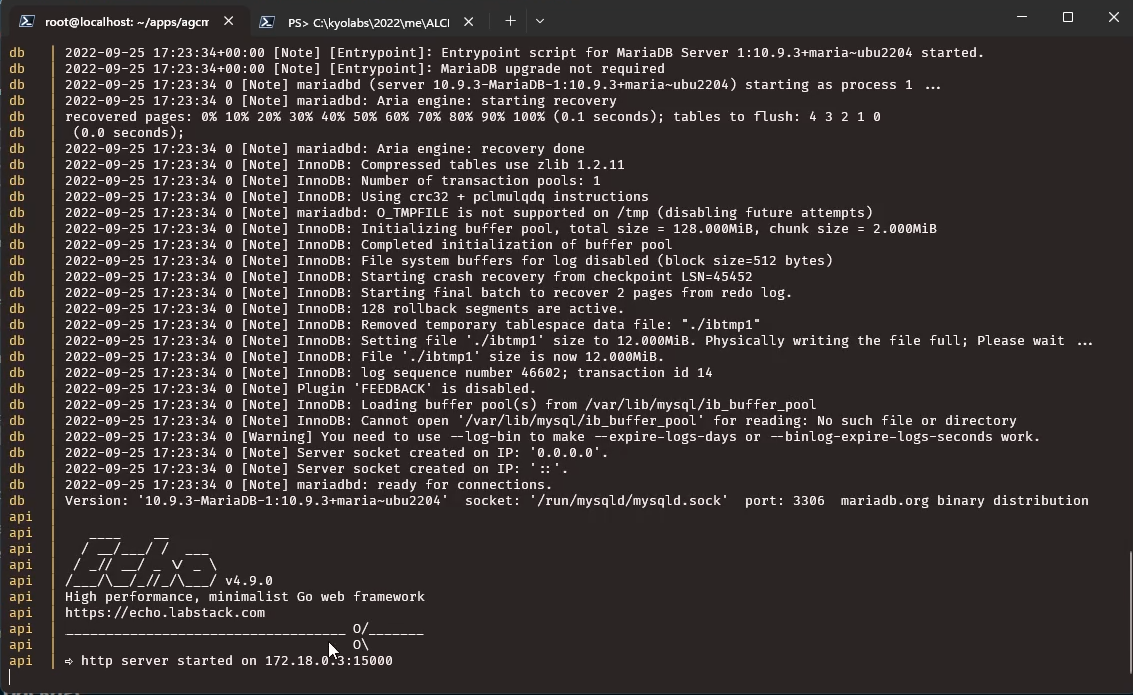 root@localhost: ~/apps/agcm
PS> C:\kyolabs\2022\me\ALCI
db | 2022-09-25 17:23:34+00:00 [Note] [Entrypoint]: Entrypoint script for MariaDB Server 1:10.9.3+maria~ubu2204 started.
db | 2022-09-25 17:23:34+00:00 [Note] [Entrypoint]: MariaDB upgrade not required
db | 2022-09-25 17:23:34 0 [Note] mariadbd (server 10.9.3-MariaDB-1:10.9.3+maria~ubu2204) starting as process 1 ...
db | 2022-09-25 17:23:34 0 [Note] mariadbd: Aria engine: starting recovery
db | recovered pages: 0% 10% 20% 30% 40% 50% 60% 70% 80% 90% 100% (0.1 seconds); tables to flush: 4 3 2 1 0
db | (0.0 seconds);
db | 2022-09-25 17:23:34 0 [Note] mariadbd: Aria engine: recovery done
db | 2022-09-25 17:23:34 0 [Note] InnoDB: Compressed tables use zlib 1.2.11
db | 2022-09-25 17:23:34 0 [Note] InnoDB: Number of transaction pools: 1
db | 2022-09-25 17:23:34 0 [Note] InnoDB: Using crc32 + pclmulqdq instructions
db | 2022-09-25 17:23:34 0 [Note] mariadbd: O_TMPFILE is not supported on /tmp (disabling future attempts)
db | 2022-09-25 17:23:34 0 [Note] InnoDB: Initializing buffer pool, total size = 128.000MiB, chunk size = 2.000MiB
db | 2022-09-25 17:23:34 0 [Note] InnoDB: Completed initialization of buffer pool
db | 2022-09-25 17:23:34 0 [Note] InnoDB: File system buffers for log disabled (block size=512 bytes)
db | 2022-09-25 17:23:34 0 [Note] InnoDB: Starting crash recovery from checkpoint LSN=45452
db | 2022-09-25 17:23:34 0 [Note] InnoDB: Starting final batch to recover 2 pages from redo log.
db | 2022-09-25 17:23:34 0 [Note] InnoDB: 128 rollback segments are active.
db | 2022-09-25 17:23:34 0 [Note] InnoDB: Removed temporary tablespace data file: "./ibtmp1"
db | 2022-09-25 17:23:34 0 [Note] InnoDB: Setting file './ibtmp1' size to 12.000MiB. Physically writing the file full; Please wait ...
db | 2022-09-25 17:23:34 0 [Note] InnoDB: File './ibtmp1' size is now 12.000MiB.
db | 2022-09-25 17:23:34 0 [Note] InnoDB: log sequence number 46602; transaction id 14
db | 2022-09-25 17:23:34 0 [Note] Plugin 'FEEDBACK' is disabled.
db | 2022-09-25 17:23:34 0 [Note] InnoDB: Loading buffer pool(s) from /var/lib/mysql/ib_buffer_pool
db | 2022-09-25 17:23:34 0 [Note] InnoDB: Cannot open '/var/lib/mysql/ib_buffer_pool' for reading: No such file or directory
db | 2022-09-25 17:23:34 0 [Warning] You need to use --log-bin to make --expire-logs-days or --binlog-expire-logs-seconds work.
db | 2022-09-25 17:23:34 0 [Note] Server socket created on IP: '0.0.0.0'.
db | 2022-09-25 17:23:34 0 [Note] Server socket created on IP: '::'.
db | 2022-09-25 17:23:34 0 [Note] mariadbd: ready for connections.
db | Version: '10.9.3-MariaDB-1:10.9.3+maria~ubu2204'  socket: '/run/mysqld/mysqld.sock'  port: 3306  mariadb.org binary distribution
api |
api |    ____    __
api |   / __/___/ /  ___
api |  / _// __/ _ \/ _ \
api | /___/\__/_//_/\___/ v4.9.0
api | High performance, minimalist Go web framework
api | https://echo.labstack.com
api | ___________________________________ O/_______
api |                                     O\
api | ⇨ http server started on 172.18.0.3:15000